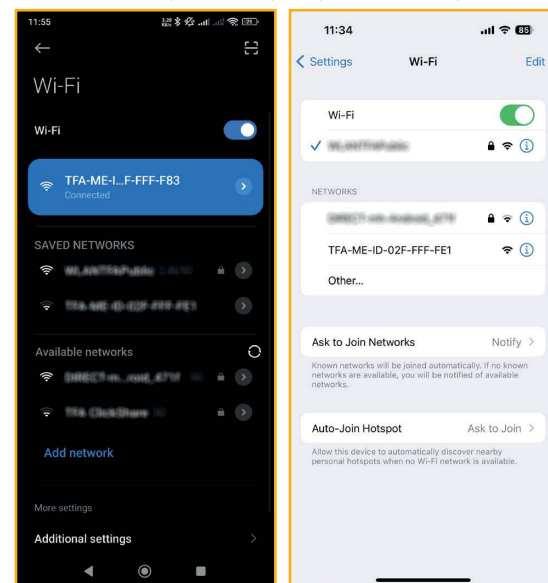 11:55
Wi-Fi
Wi-Fi
TFA-ME-I...F-FFF-F83
Connected
SAVED NETWORKS
Available networks
Add network
More settings
Additional settings
11:34
85
Settings
Wi-Fi
Edit
Wi-Fi
NETWORKS
TFA-ME-ID-02F-FFF-FE1
Other...
Ask to Join Networks
Notify
Known networks will be joined automatically. If no known
networks are available, you will be notified of available
networks.
Auto-Join Hotspot
Ask to Join
Allow this device to automatically discover nearby
personal hotspots when no Wi-Fi network is available.